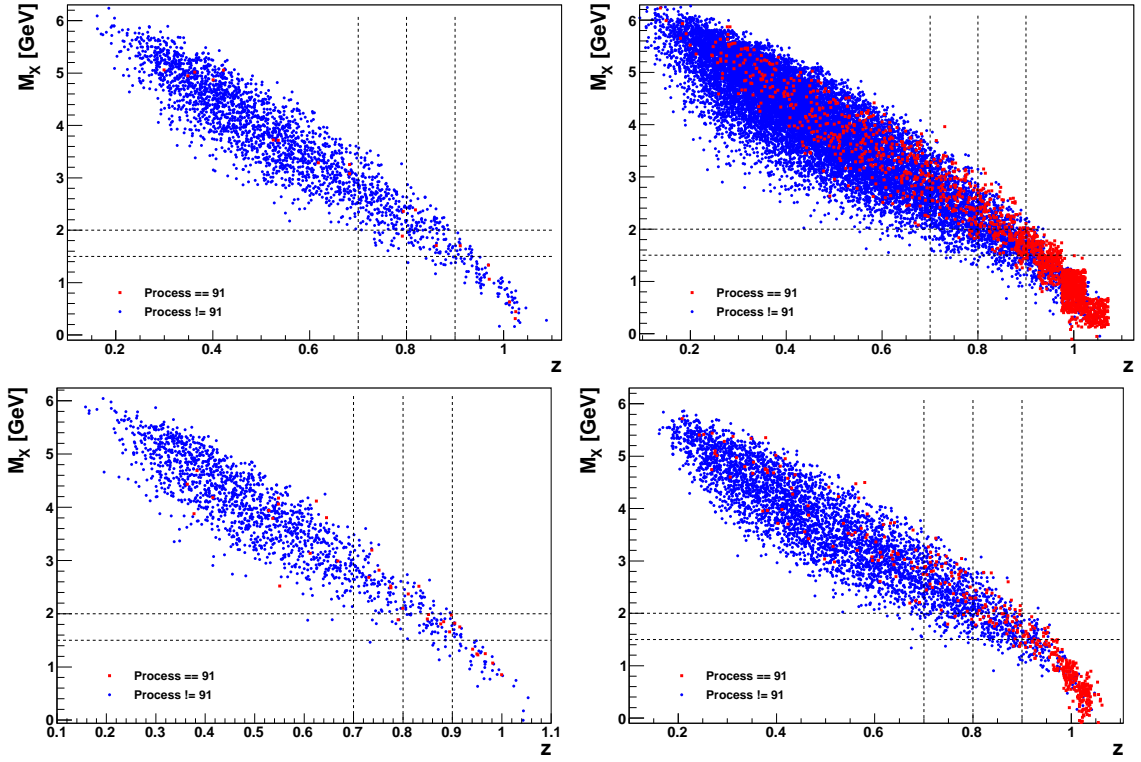 M_X [GeV]
6
5
4
3
2
1
0
Process == 91
Process != 91
0.2 0.4 0.6 0.8 1
z
M_X [GeV]
6
5
4
3
2
1
0
Process == 91
Process != 91
0.2 0.4 0.6 0.8 1
z
M_X [GeV]
6
5
4
3
2
1
0
Process == 91
Process != 91
0.1 0.2 0.3 0.4 0.5 0.6 0.7 0.8 0.9 1 1.1
z
M_X [GeV]
6
5
4
3
2
1
0
Process == 91
Process != 91
0.2 0.4 0.6 0.8 1
z